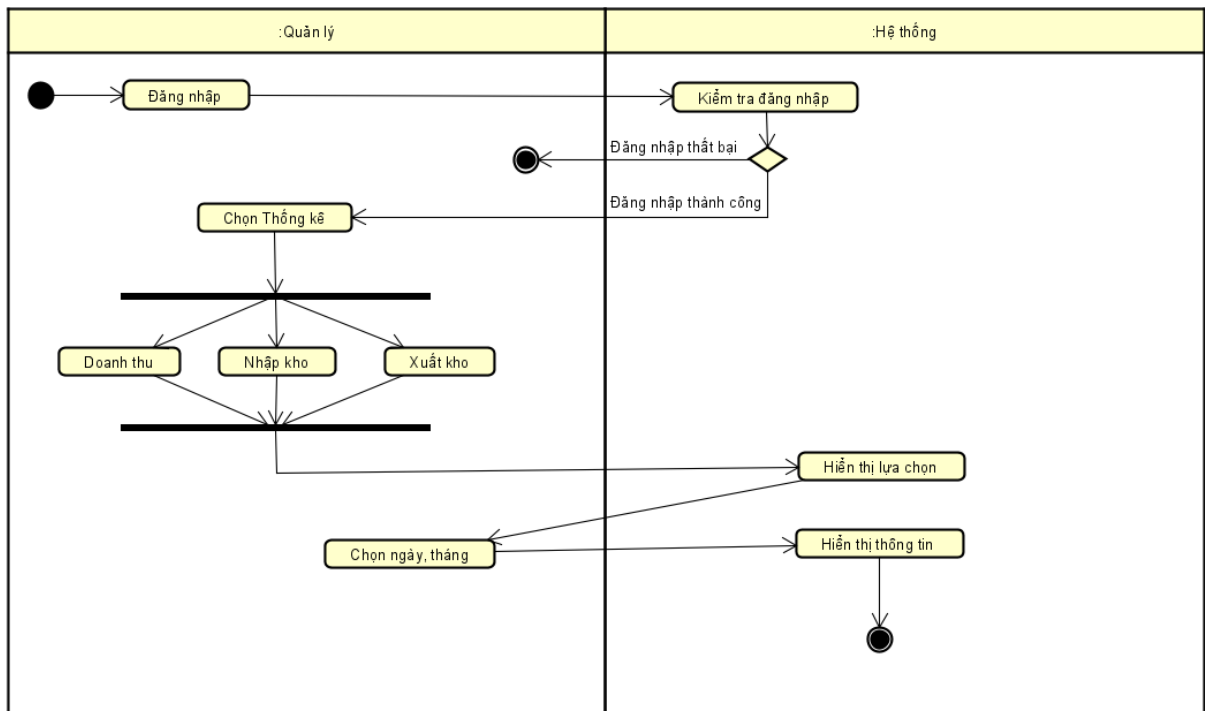 :Quản lý
:Hệ thống
Đăng nhập
Kiểm tra đăng nhập
Đăng nhập thất bại
Đăng nhập thành công
Chọn Thống kê
Doanh thu
Nhập kho
Xuất kho
Hiển thị lựa chọn
Chọn ngày, tháng
Hiển thị thông tin